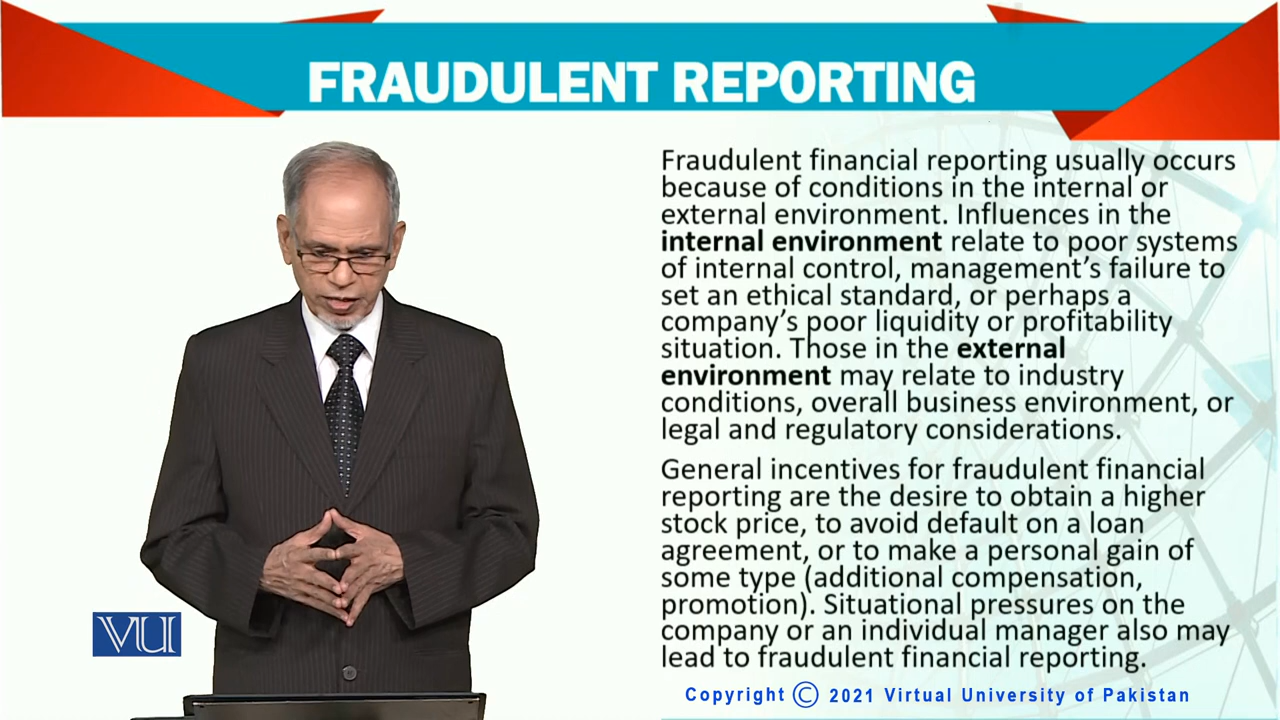 FRAUDULENT REPORTING
Fraudulent financial reporting usually occurs
because of conditions in the internal or
external environment. Influences in the
internal environment relate to poor systems
of internal control, management’s failure to
set an ethical standard, or perhaps a
company’s poor liquidity or profitability
situation. Those in the external
environment may relate to industry
conditions, overall business environment, or
legal and regulatory considerations.
General incentives for fraudulent financial
reporting are the desire to obtain a higher
stock price, to avoid default on a loan
agreement, or to make a personal gain of
some type (additional compensation,
promotion). Situational pressures on the
company or an individual manager also may
lead to fraudulent financial reporting.
VU
Copyright © 2021 Virtual University of Pakistan